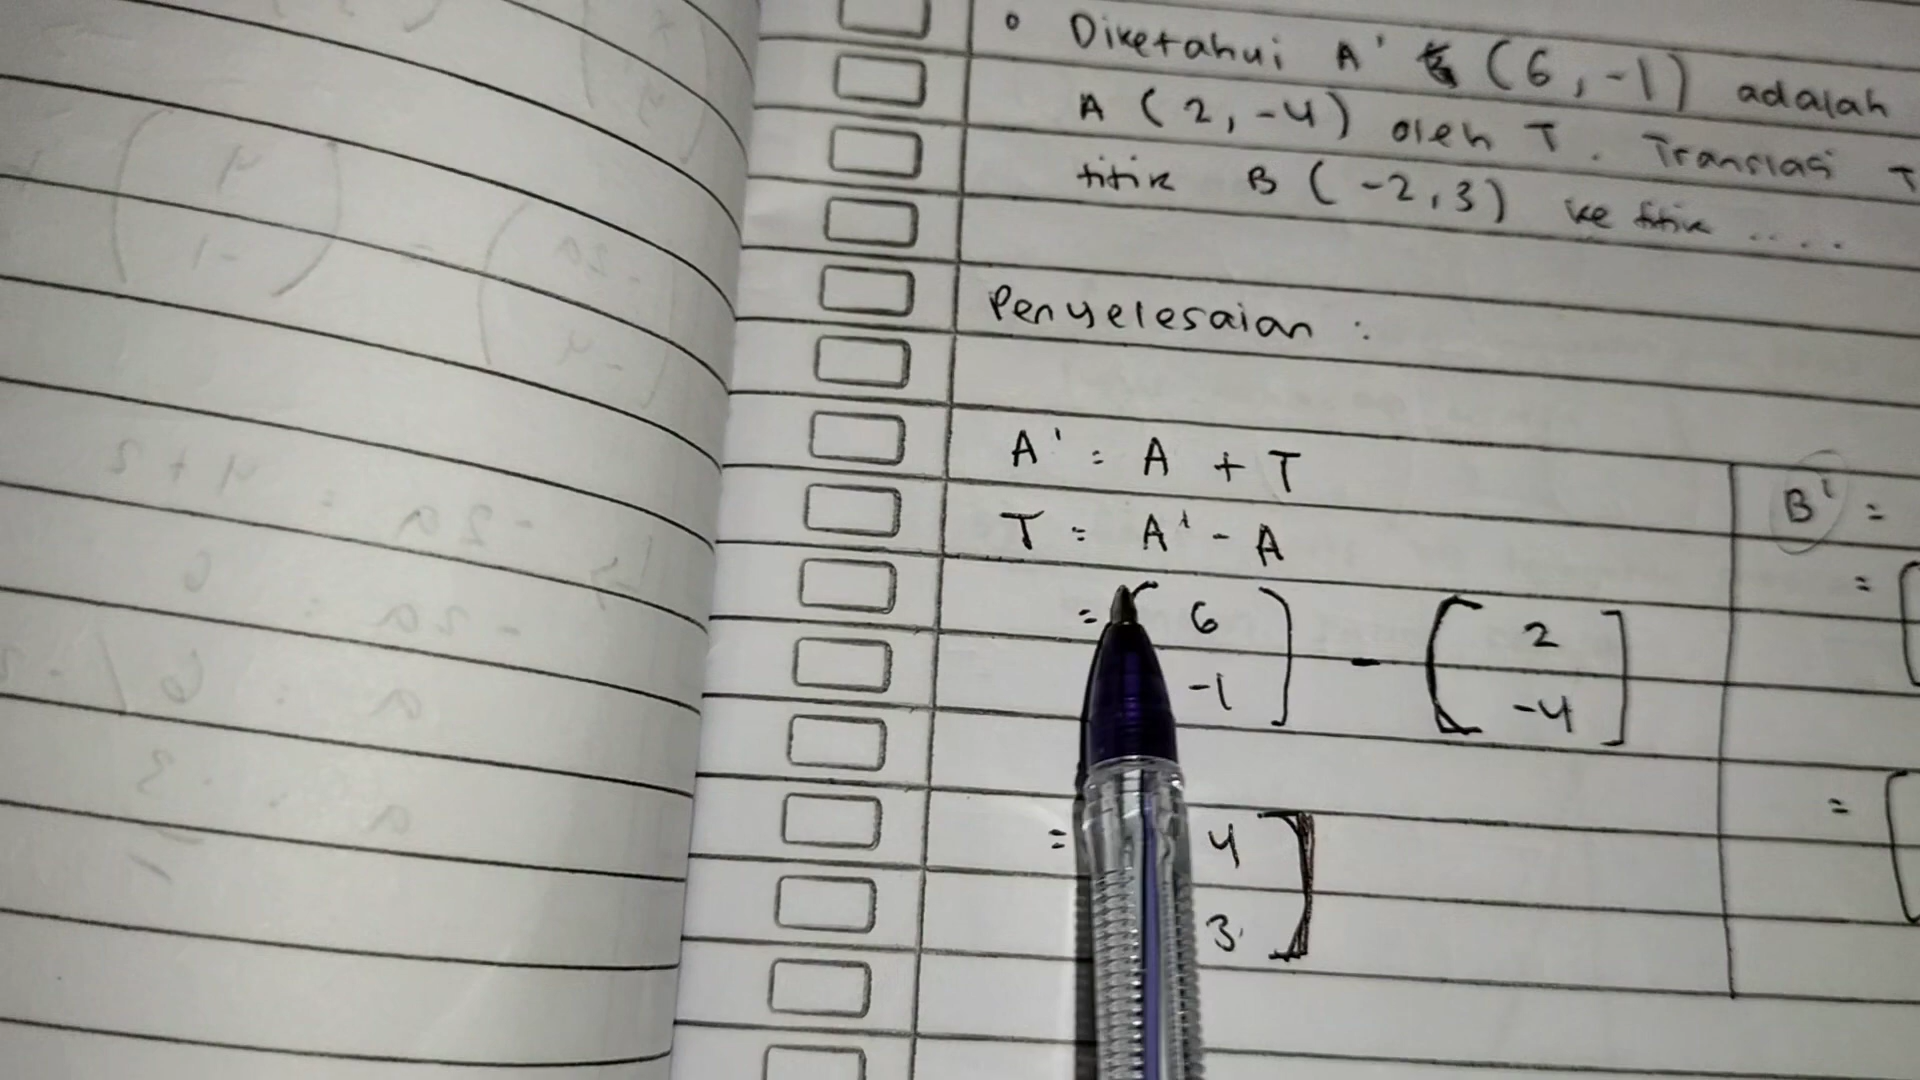 Diketahui A' (6, -1) adalah
A (2, -4) oleh T. Translasi T
titik B (-2, 3) ke titik ....
Penyelesaian :
A' = A + T
T = A' - A
= ( 6 ) - ( 2 )
-1 -4
= 4
3
B' =
=
=